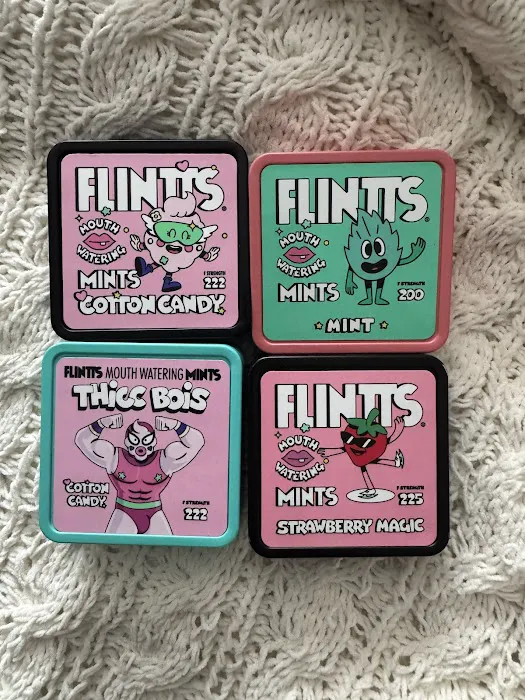 FLINTTS®
MOUTH
WATERING
MINTS
F STRENGTH
222
COTTON CANDY
FLINTTS®
MOUTH
WATERING
MINTS
F STRENGTH
200
MINT
FLINTTS MOUTH WATERING MINTS
THICC BOIS
COTTON
CANDY
F STRENGTH
222
FLINTTS®
MOUTH
WATERING
MINTS
F STRENGTH
225
STRAWBERRY MAGIC